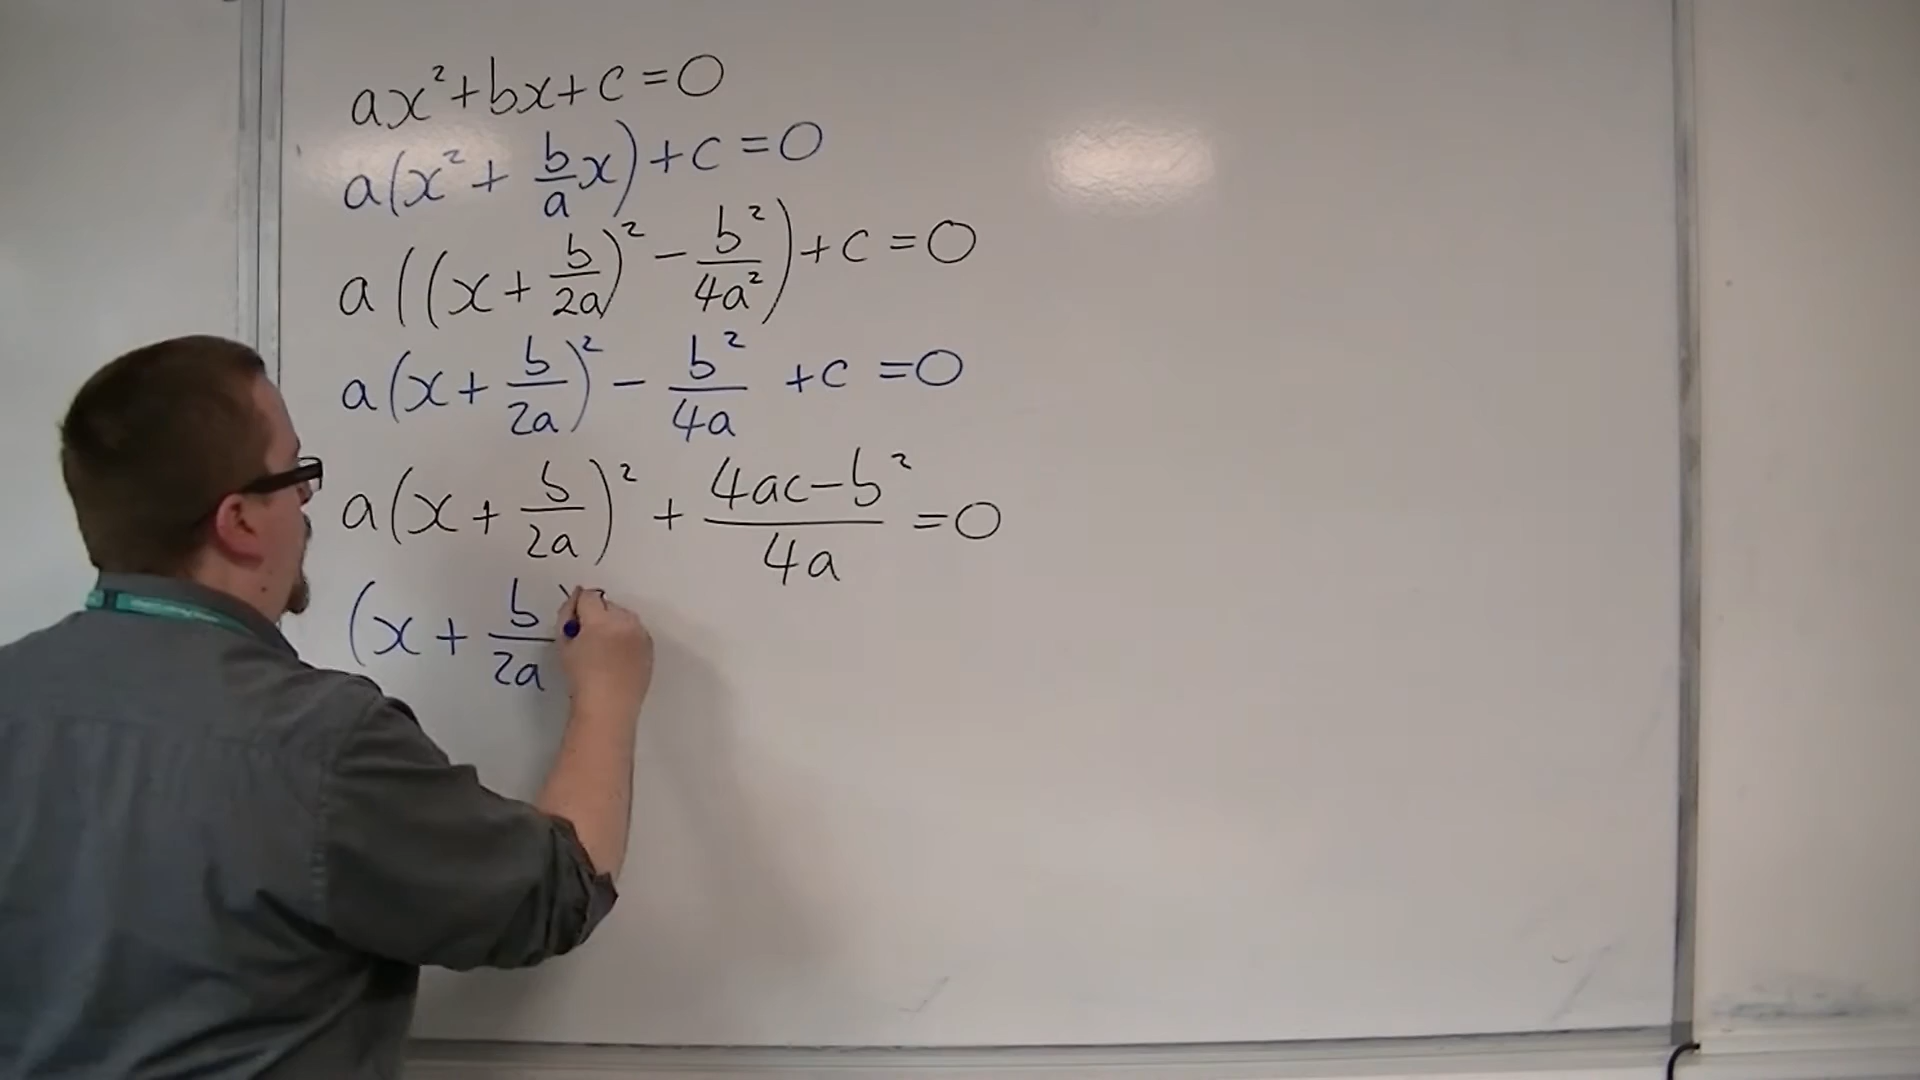 ax²+bx+c=0
a(x²+ b/a x)+c=0
a((x+ b/2a)² - b²/4a²)+c=0
a(x+ b/2a)² - b²/4a +c=0
a(x+ b/2a)² + (4ac-b²)/4a =0
(x+ b/2a